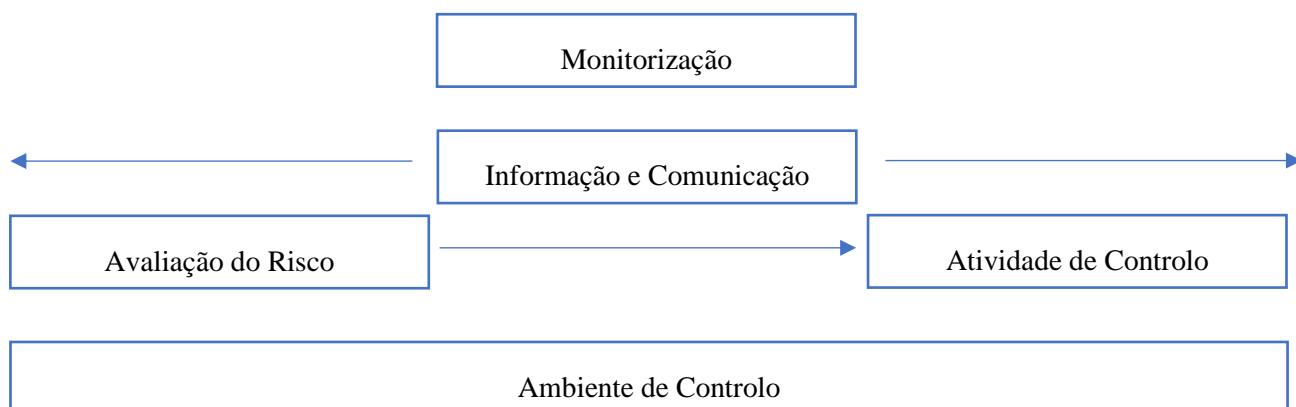 Monitorização
Informação e Comunicação
Avaliação do Risco
Atividade de Controlo
Ambiente de Controlo